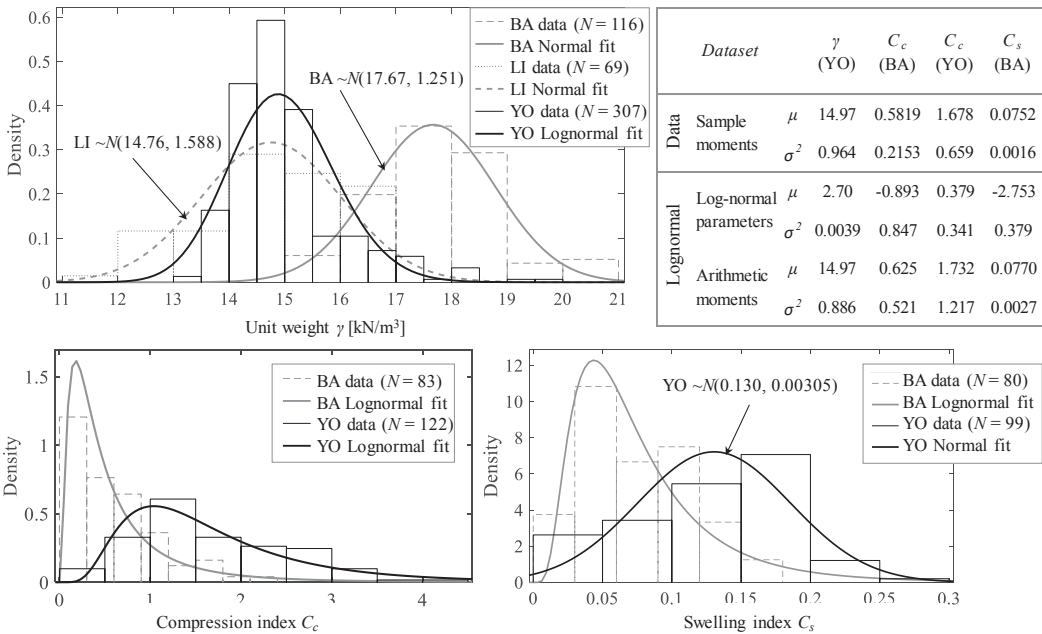 0.6
0.5
0.4
0.3
0.2
0.1
0
Density
11 12 13 14 15 16 17 18 19 20 21
Unit weight γ [kN/m³]
BA ~N(17.67, 1.251)
LI ~N(14.76, 1.588)
BA data (N = 116)
BA Normal fit
LI data (N = 69)
LI Normal fit
YO data (N = 307)
YO Lognormal fit
Dataset γ (YO) C_c (BA) C_c (YO) C_s (BA)
Data
Sample moments μ 14.97 0.5819 1.678 0.0752
σ² 0.964 0.2153 0.659 0.0016
Lognormal
Log-normal parameters μ 2.70 -0.893 0.379 -2.753
σ² 0.0039 0.847 0.341 0.379
Arithmetic moments μ 14.97 0.625 1.732 0.0770
σ² 0.886 0.521 1.217 0.0027
1.5
1
0.5
0
Density
0 1 2 3 4
Compression index C_c
BA data (N = 83)
BA Lognormal fit
YO data (N = 122)
YO Lognormal fit
12
10
8
6
4
2
0
Density
0 0.05 0.1 0.15 0.2 0.25 0.3
Swelling index C_s
YO ~N(0.130, 0.00305)
BA data (N = 80)
BA Lognormal fit
YO data (N = 99)
YO Normal fit